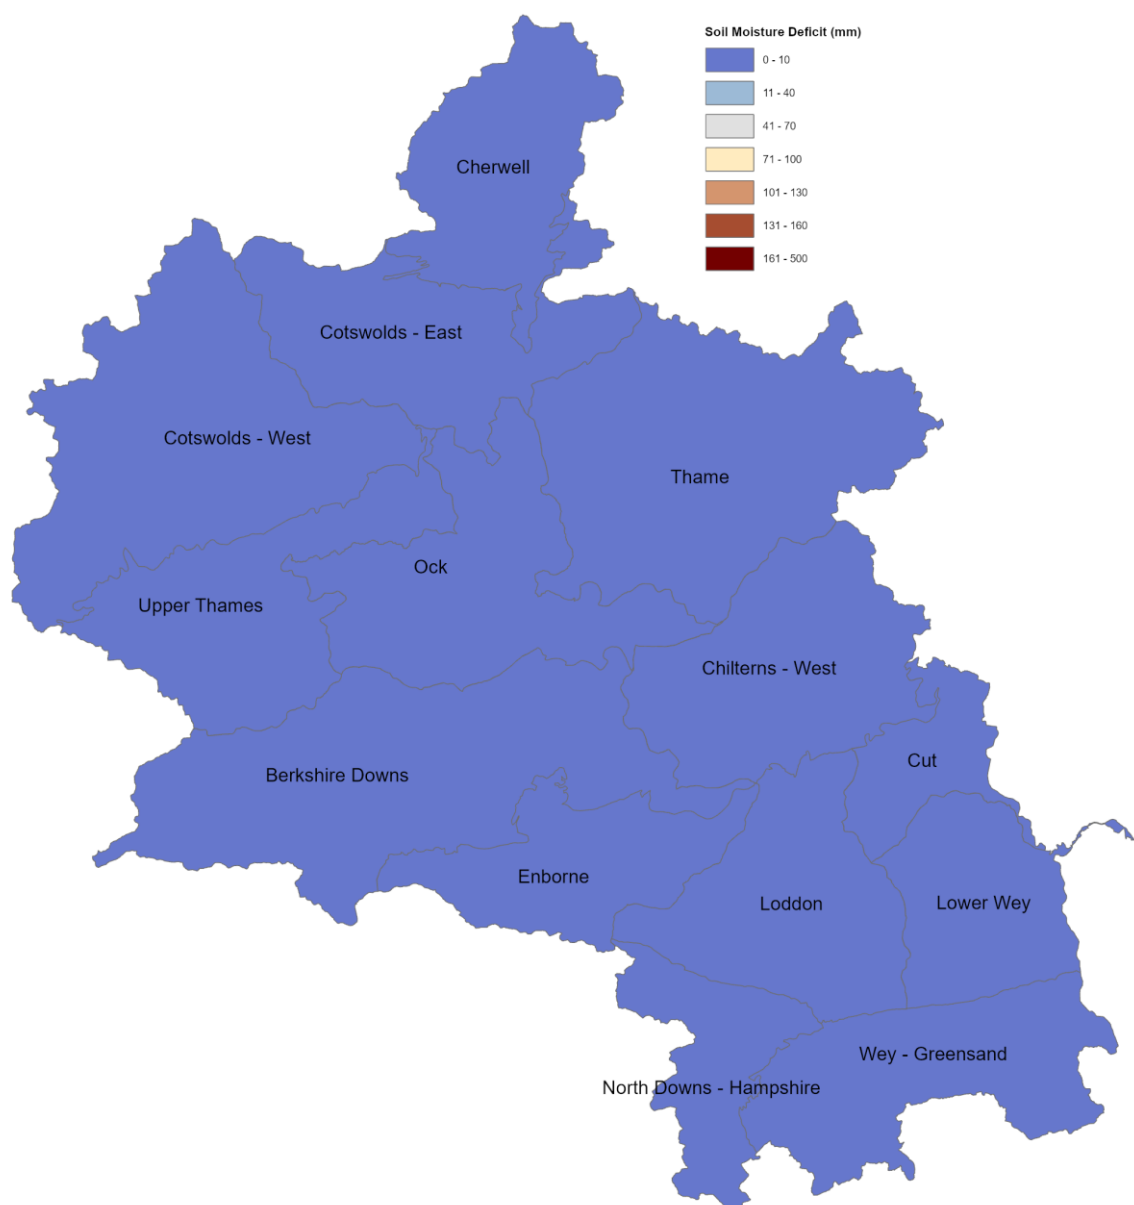 Soil Moisture Deficit (mm)
0 - 10
11 - 40
41 - 70
71 - 100
101 - 130
131 - 160
161 - 500
Cherwell
Cotswolds - East
Cotswolds - West
Thame
Ock
Upper Thames
Chilterns - West
Cut
Berkshire Downs
Enborne
Loddon
Lower Wey
Wey - Greensand
North Downs - Hampshire